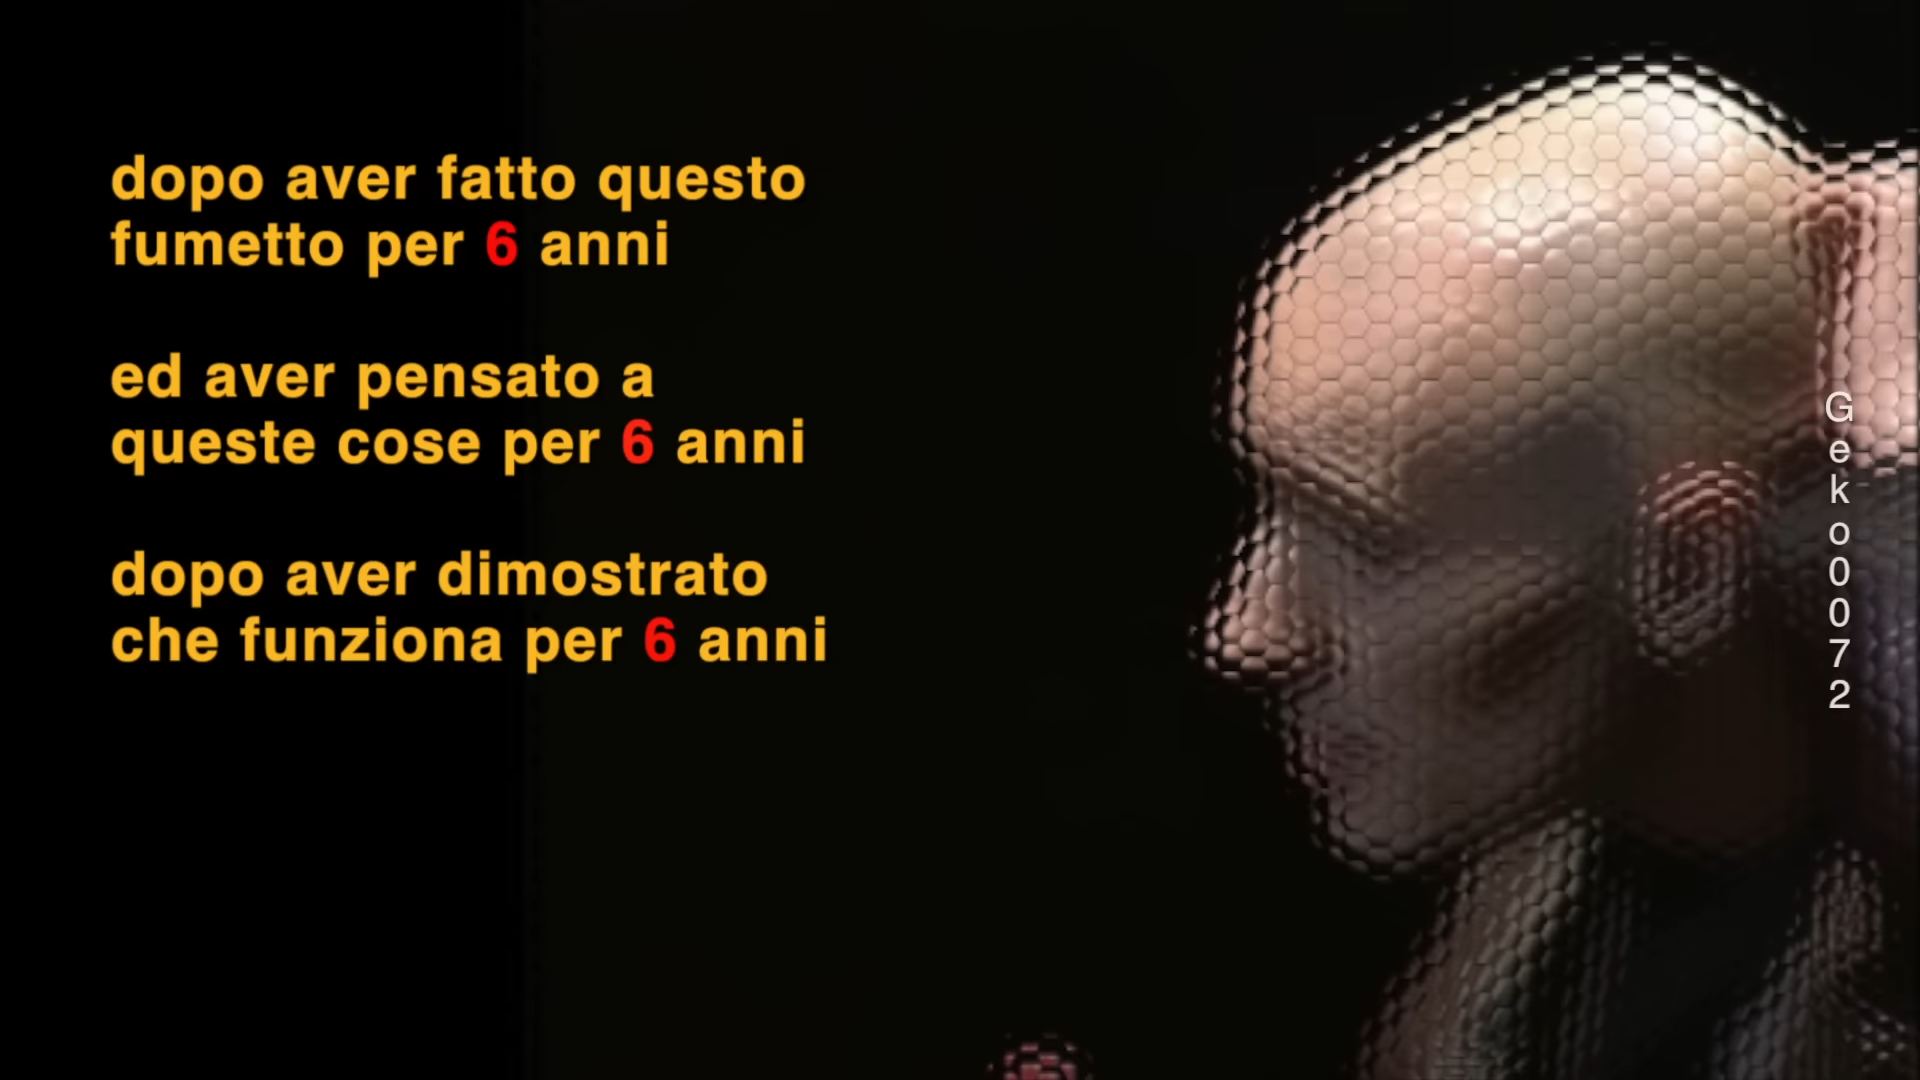 dopo aver fatto questo
fumetto per 6 anni
ed aver pensato a
queste cose per 6 anni
dopo aver dimostrato
che funziona per 6 anni
Geko0072